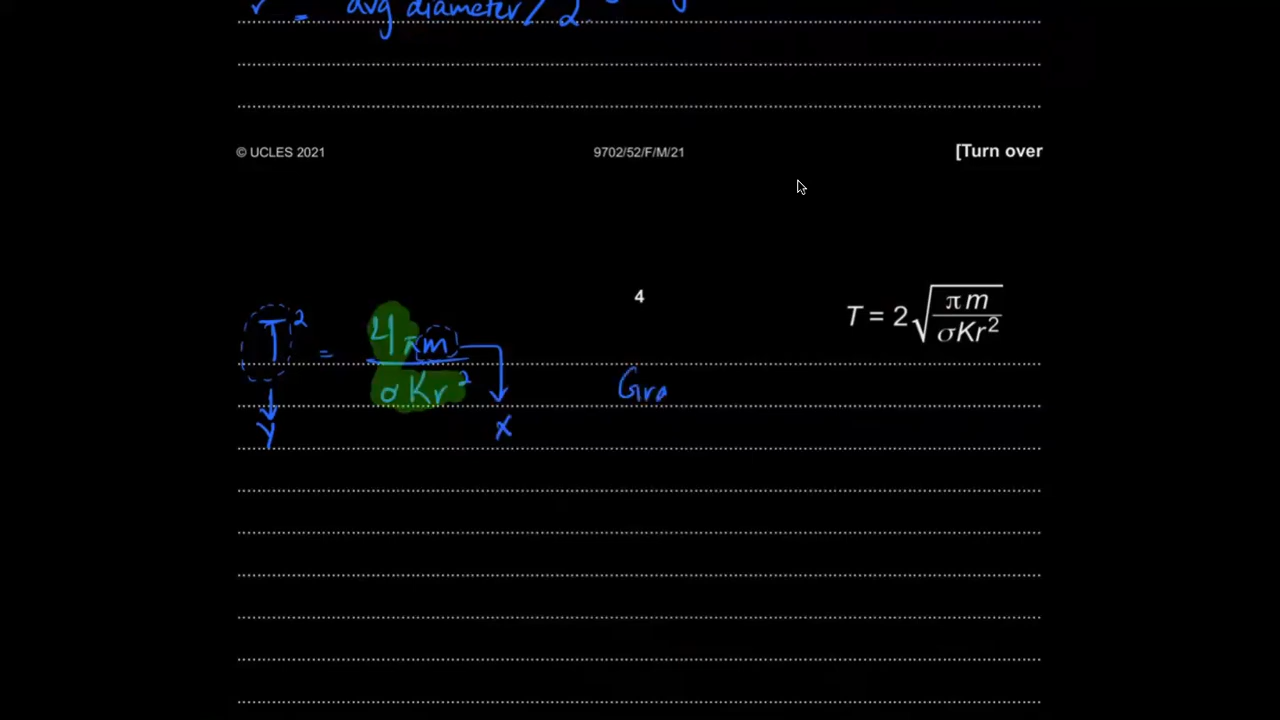 r = avg diameter / 2
© UCLES 2021 9702/52/F/M/21 [Turn over
4
T = 2√(πm/σKr²)
T² = 4πm/σKr²
Gra
y x